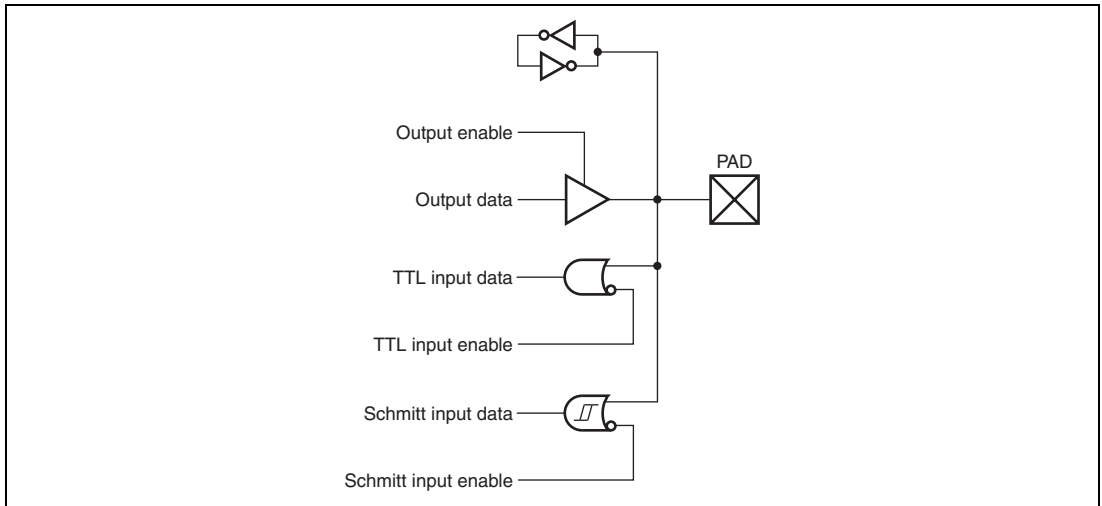 Output enable
PAD
Output data
TTL input data
TTL input enable
Schmitt input data
Schmitt input enable